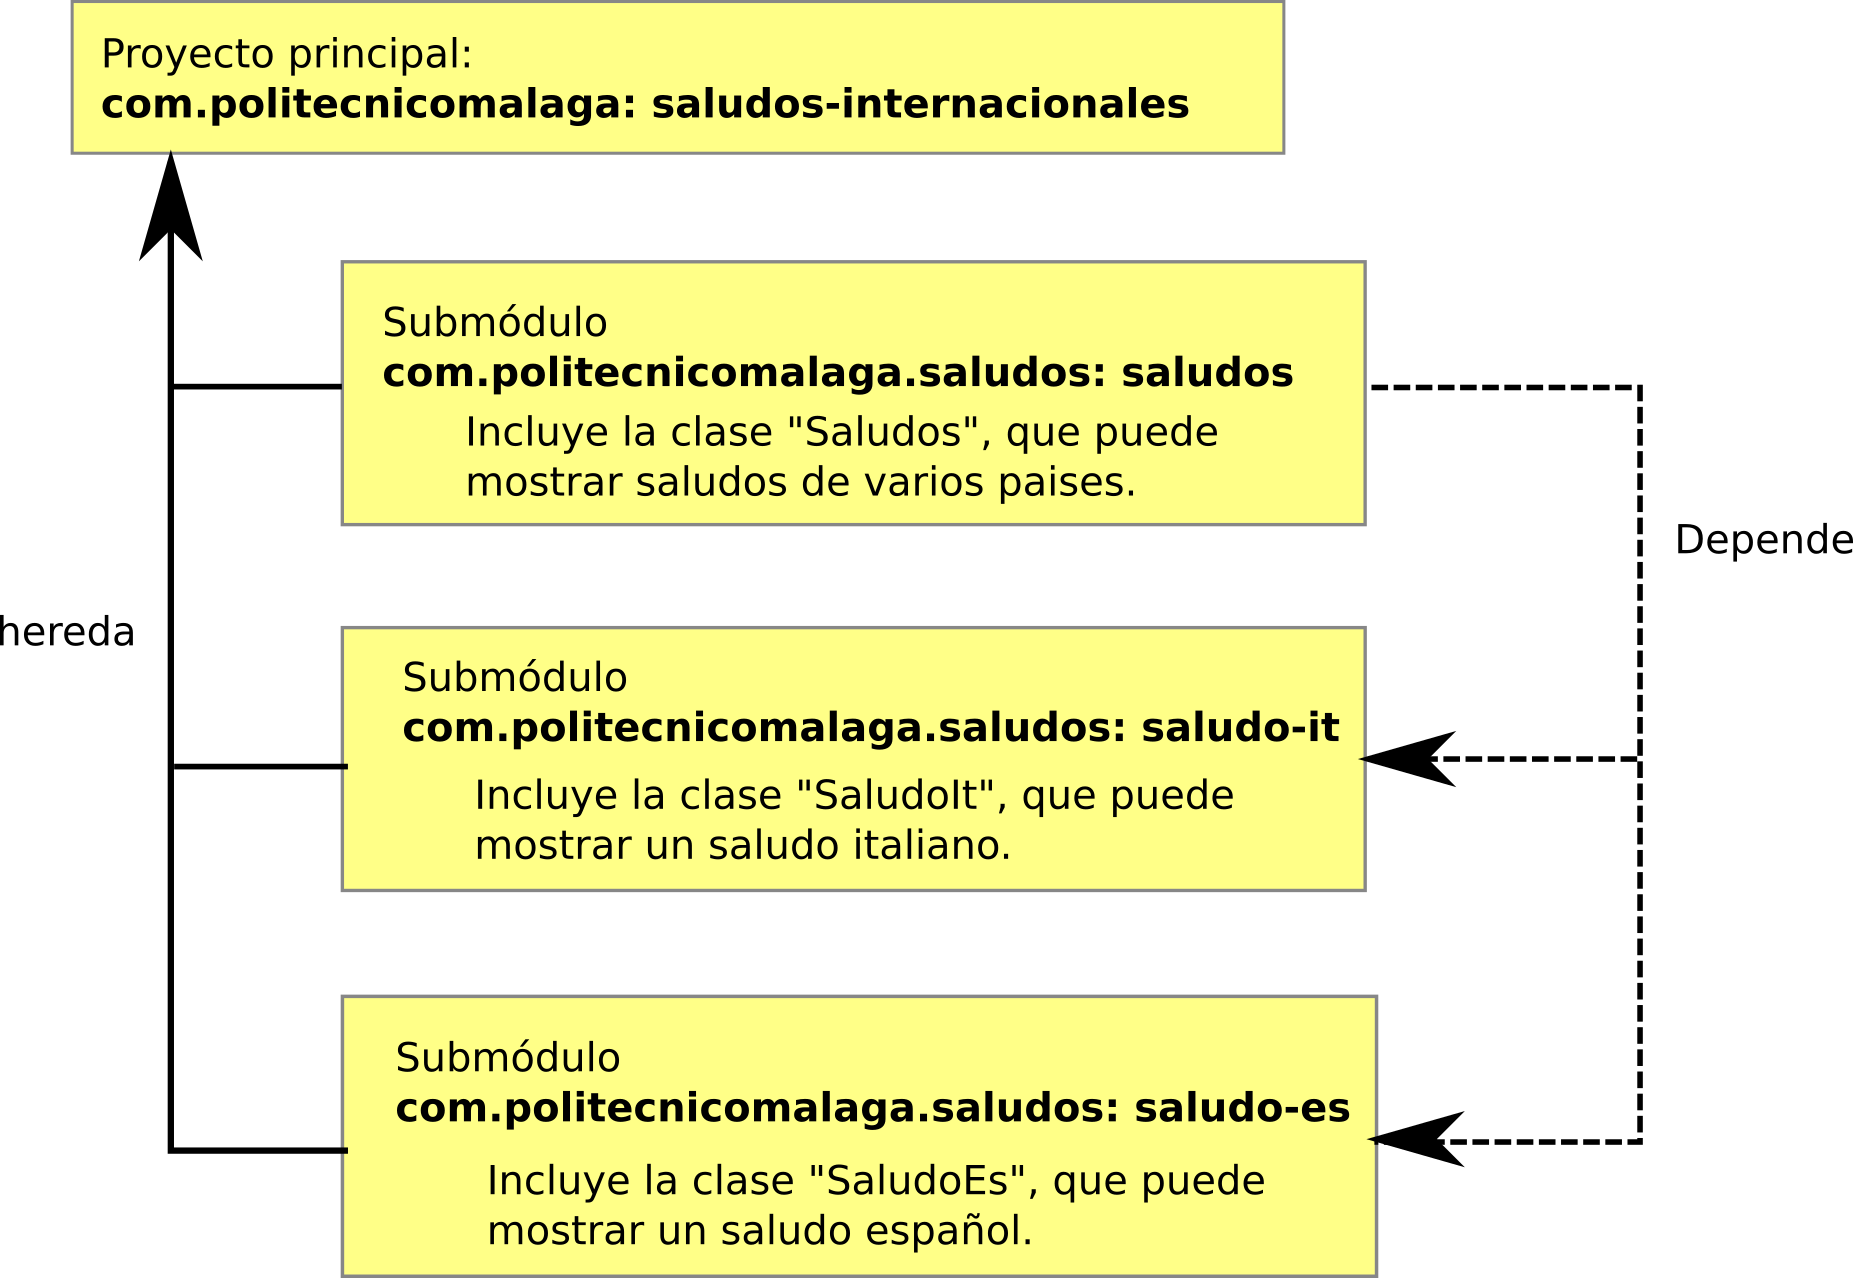 Proyecto principal:
com.politecnicomalaga: saludos-internacionales
Submódulo
com.politecnicomalaga.saludos: saludos
Incluye la clase "Saludos", que puede
mostrar saludos de varios paises.
Depende
hereda
Submódulo
com.politecnicomalaga.saludos: saludo-it
Incluye la clase "SaludoIt", que puede
mostrar un saludo italiano.
Submódulo
com.politecnicomalaga.saludos: saludo-es
Incluye la clase "SaludoEs", que puede
mostrar un saludo español.